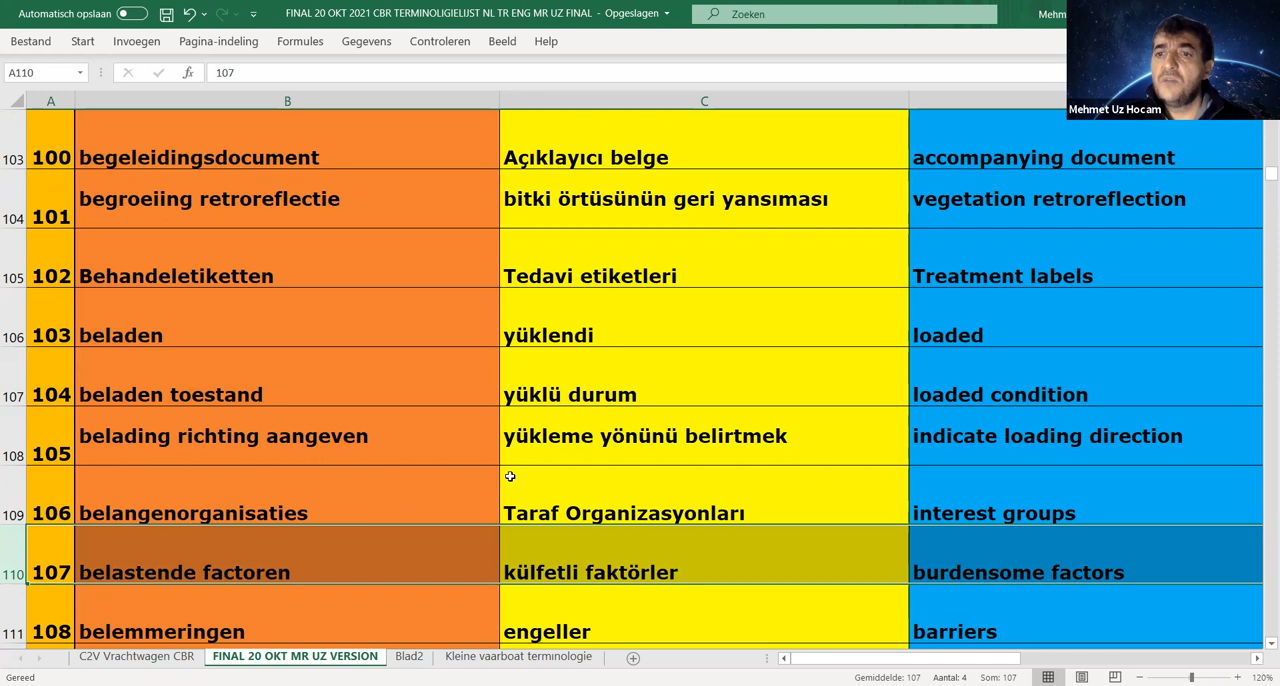 Automatisch opslaan
FINAL 20 OKT 2021 CBR TERMINOLIGIELIJST NL TR ENG MR UZ FINAL - Opgeslagen
Zoeken
Mehm
Bestand Start Invoegen Pagina-indeling Formules Gegevens Controleren Beeld Help
A110 fx 107
Mehmet Uz Hocam
A B C
103 100 begeleidingsdocument Açıklayıcı belge accompanying document
104 101 begroeiing retroreflectie bitki örtüsünün geri yansıması vegetation retroreflection
105 102 Behandeletiketten Tedavi etiketleri Treatment labels
106 103 beladen yüklendi loaded
107 104 beladen toestand yüklü durum loaded condition
108 105 belading richting aangeven yükleme yönünü belirtmek indicate loading direction
109 106 belangenorganisaties Taraf Organizasyonları interest groups
110 107 belastende factoren külfetli faktörler burdensome factors
111 108 belemmeringen engeller barriers
C2V Vrachtwagen CBR FINAL 20 OKT MR UZ VERSION Blad2 Kleine vaarboat terminologie
Gereed Gemiddelde: 107 Aantal: 4 Som: 107 120%